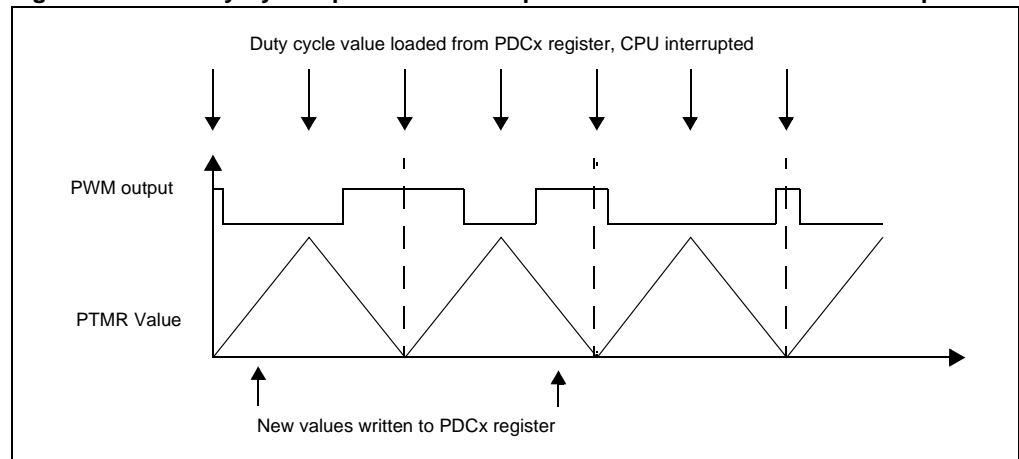 Duty cycle value loaded from PDCx register, CPU interrupted
PWM output
PTMR Value
New values written to PDCx register